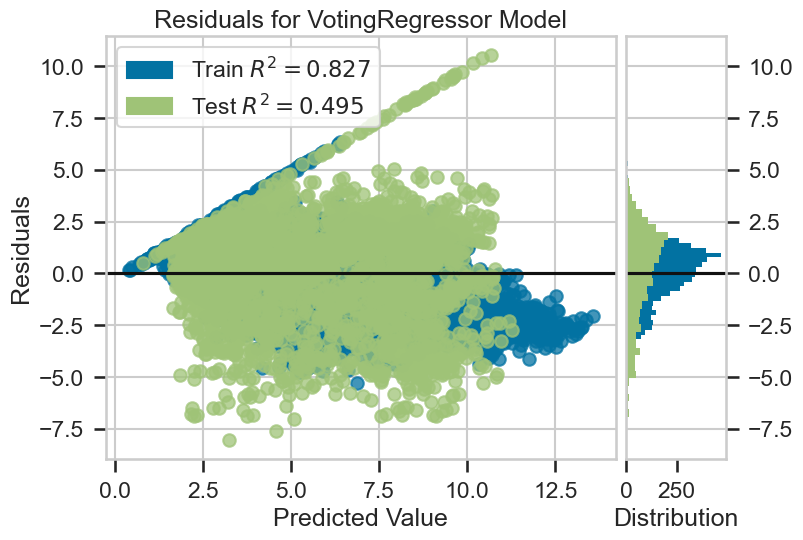 Residuals for VotingRegressor Model
Train R² = 0.827
Test R² = 0.495
Residuals
10.0
7.5
5.0
2.5
0.0
−2.5
−5.0
−7.5
0.0 2.5 5.0 7.5 10.0 12.5
Predicted Value
10.0
7.5
5.0
2.5
0.0
−2.5
−5.0
−7.5
0 250
Distribution